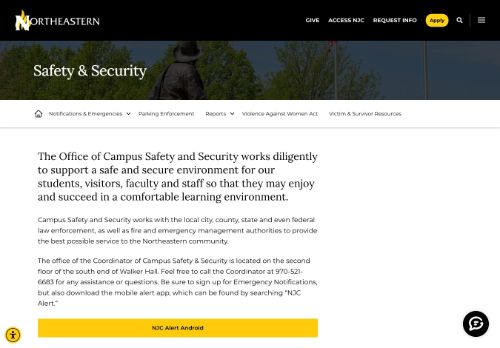 NORTHEASTERN
GIVE ACCESS NJC REQUEST INFO Apply
Safety & Security
Notifications & Emergencies Parking Enforcement Reports Violence Against Women Act Victim & Survivor Resources
The Office of Campus Safety and Security works diligently
to support a safe and secure environment for our
students, visitors, faculty and staff so that they may enjoy
and succeed in a comfortable learning environment.
Campus Safety and Security works with the local city, county, state and even federal
law enforcement, as well as fire and emergency management authorities to provide
the best possible service to the Northeastern community.
The office of the Coordinator of Campus Safety & Security is located on the second
floor of the south end of Walker Hall. Feel free to call the Coordinator at 970-521-
6683 for any assistance or questions. Be sure to sign up for Emergency Notifications,
but also download the mobile alert app, which can be found by searching “NJC
Alert.”
NJC Alert Android